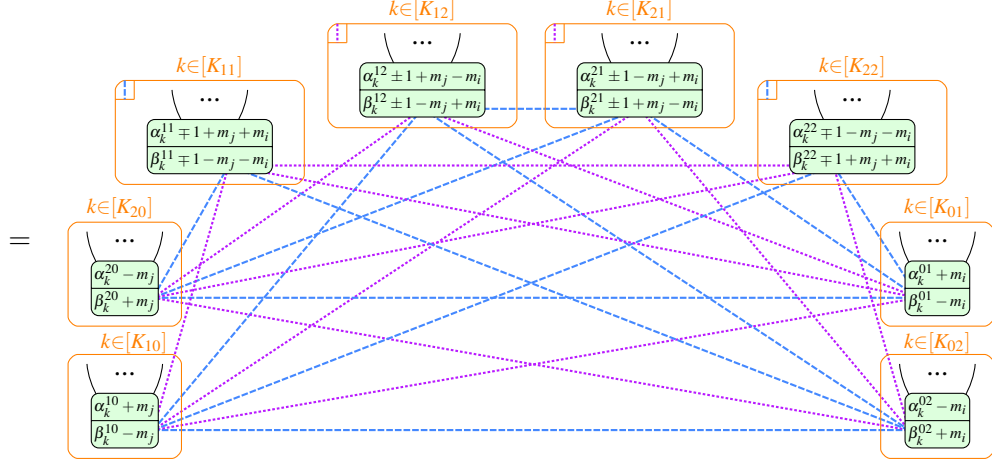 k∈[K₁₂] k∈[K₂₁]
... ...
k∈[K₁₁] α_k^{12} ± 1 + m_j − m_i α_k^{21} ± 1 − m_j + m_i k∈[K₂₂]
... β_k^{12} ± 1 − m_j + m_i β_k^{21} ± 1 + m_j − m_i ...
α_k^{11} ∓ 1 + m_j + m_i α_k^{22} ∓ 1 − m_j − m_i
β_k^{11} ∓ 1 − m_j − m_i β_k^{22} ∓ 1 + m_j + m_i
k∈[K₂₀] k∈[K₀₁]
= ... ...
α_k^{20} − m_j α_k^{01} + m_i
β_k^{20} + m_j β_k^{01} − m_i
k∈[K₁₀] k∈[K₀₂]
... ...
α_k^{10} + m_j α_k^{02} − m_i
β_k^{10} − m_j β_k^{02} + m_i